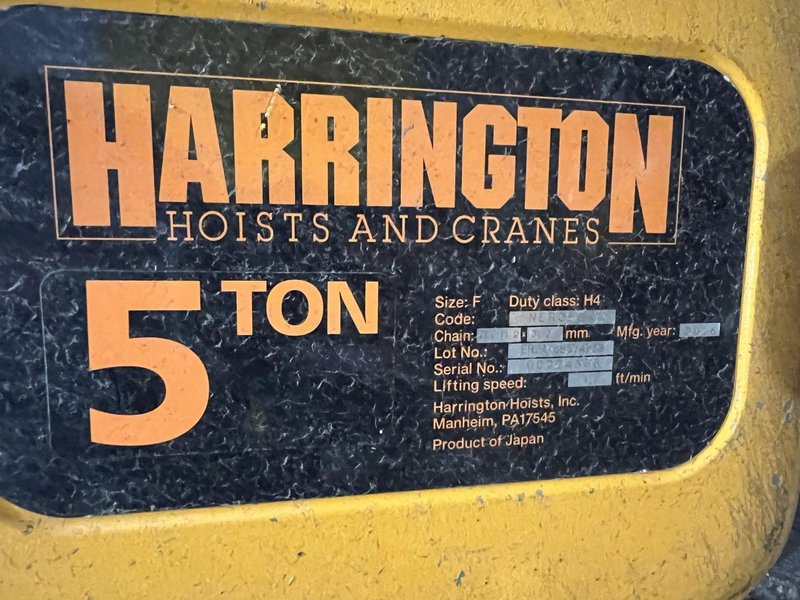 HARRINGTON
HOISTS AND CRANES
5 TON
Size: F Duty class: H4
Code:
Chain: mm Mfg. year:
Lot No.:
Serial No.:
Lifting speed: ft/min
Harrington Hoists, Inc.
Manheim, PA17545
Product of Japan